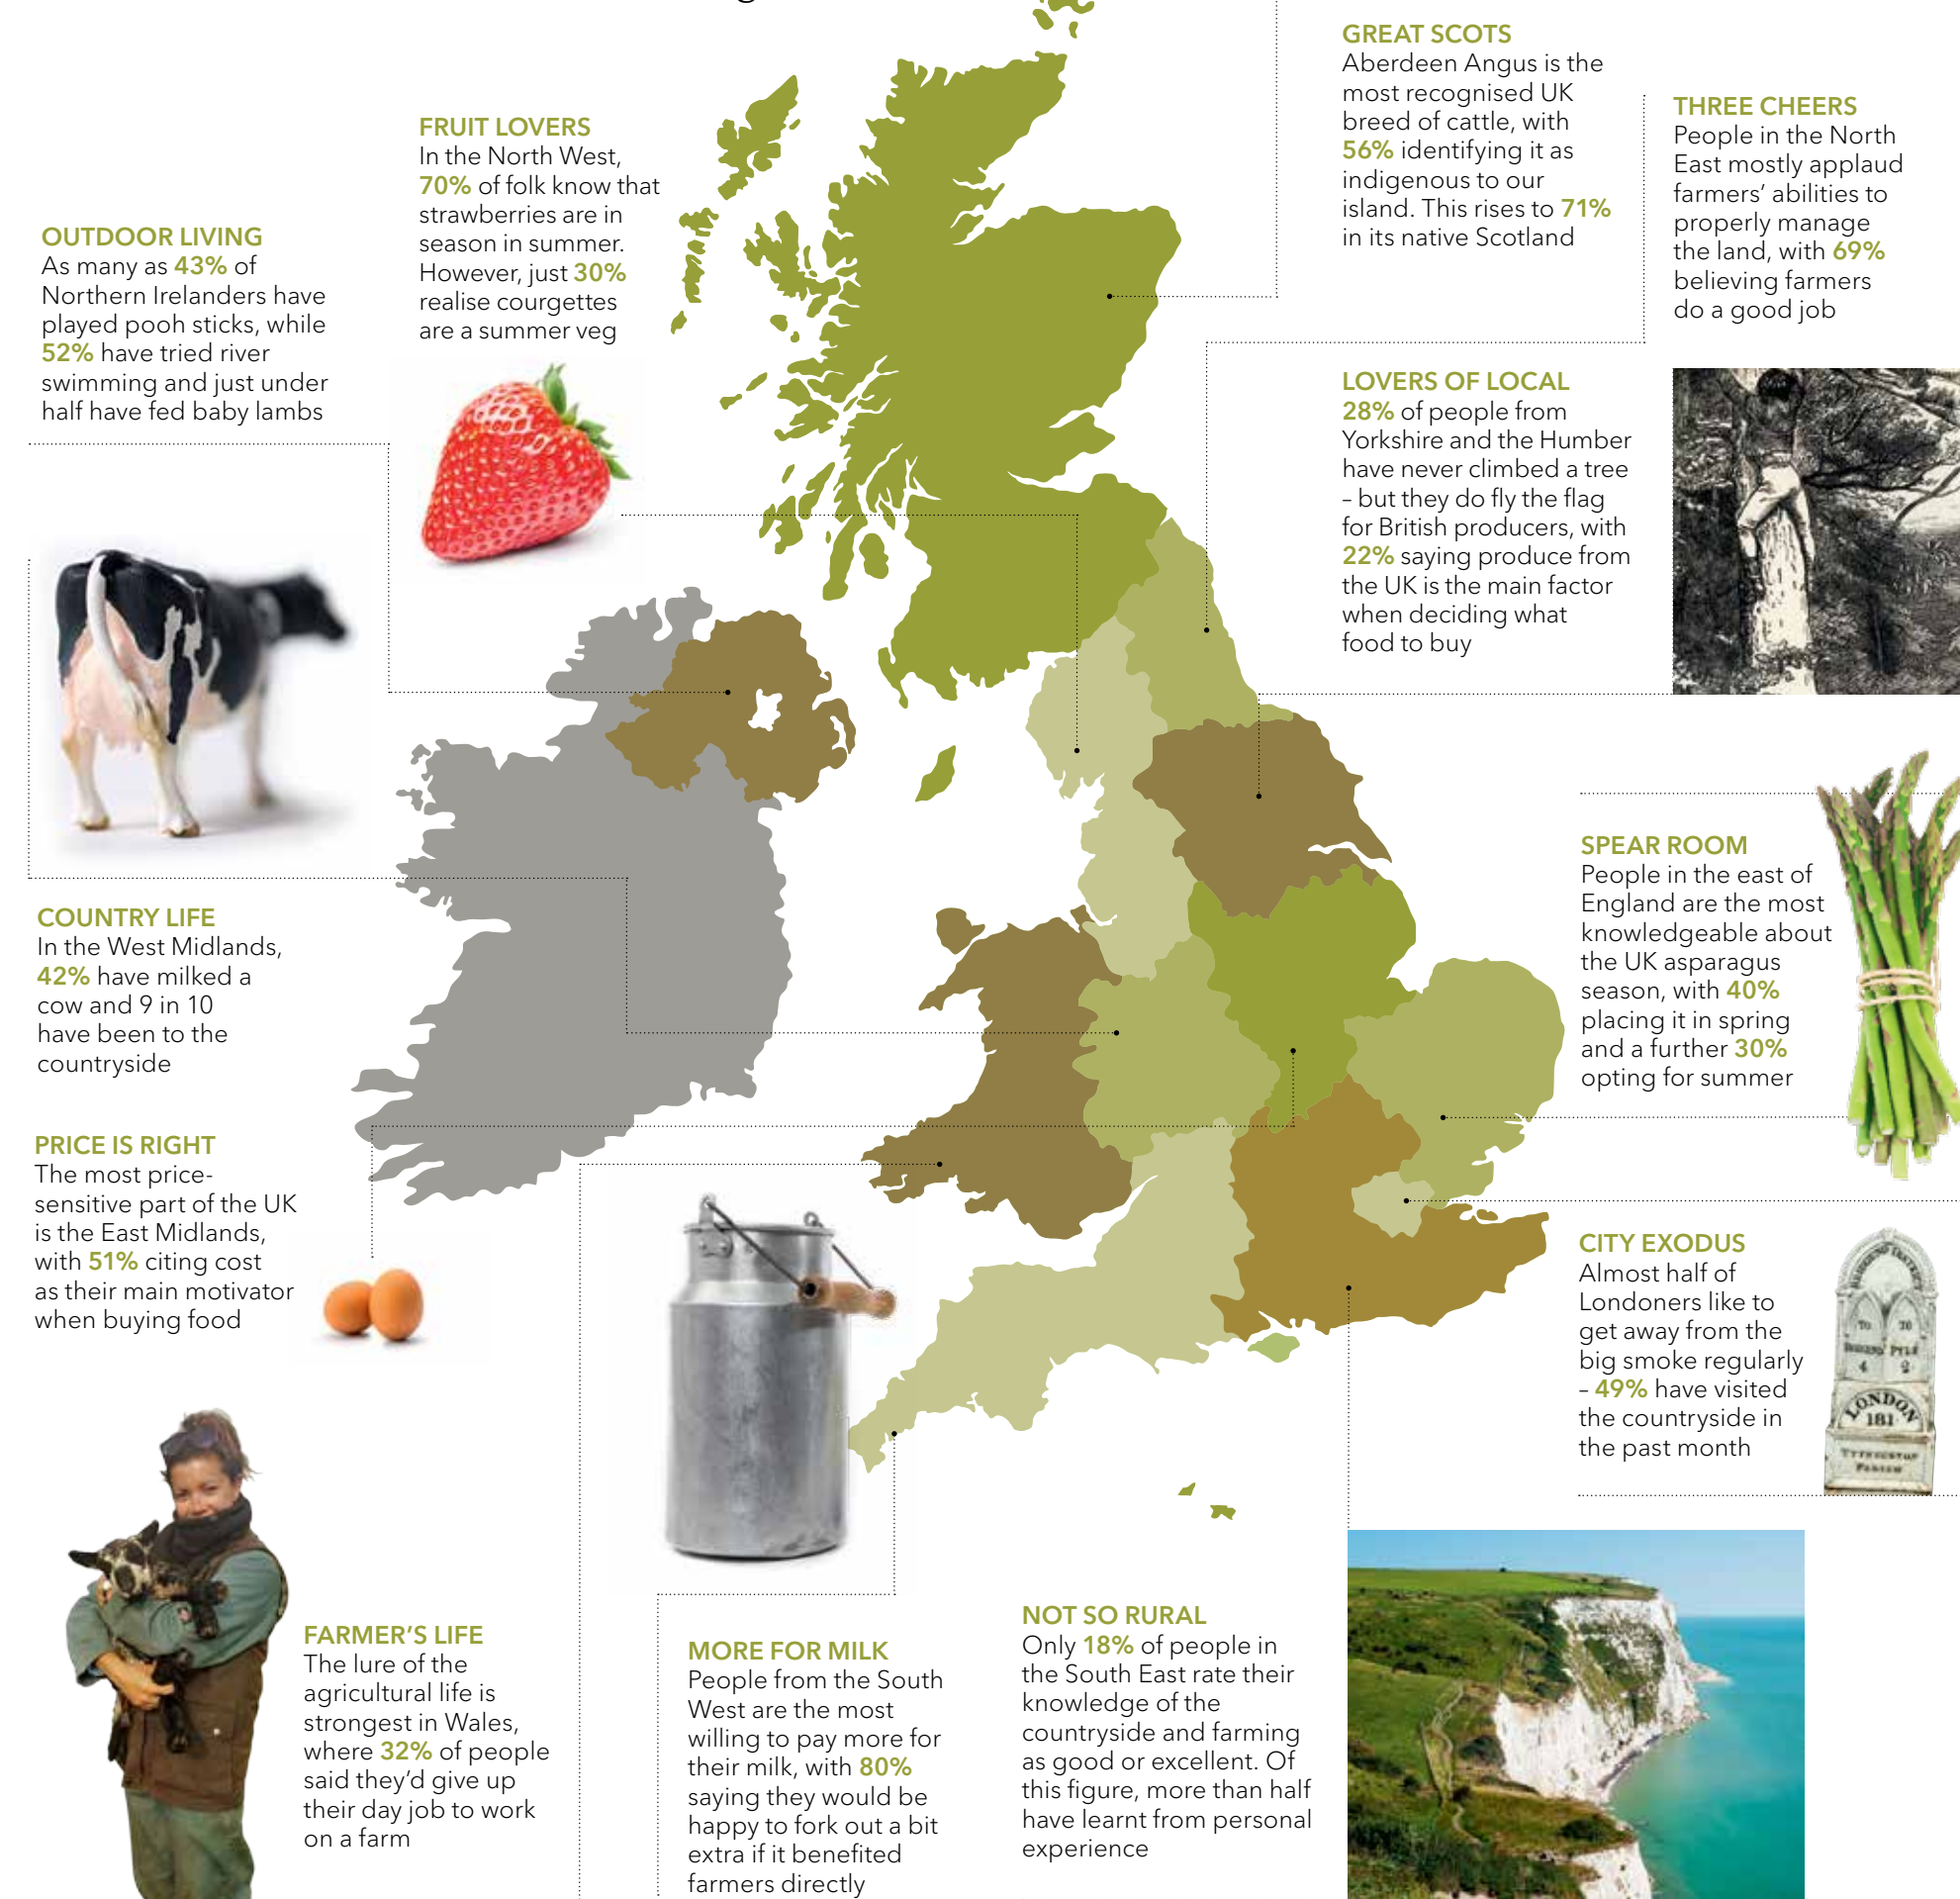 GREAT SCOTS
Aberdeen Angus is the
most recognised UK
breed of cattle, with
56% identifying it as
indigenous to our
island. This rises to 71%
in its native Scotland
THREE CHEERS
People in the North
East mostly applaud
farmers’ abilities to
properly manage
the land, with 69%
believing farmers
do a good job
FRUIT LOVERS
In the North West,
70% of folk know that
strawberries are in
season in summer.
However, just 30%
realise courgettes
are a summer veg
OUTDOOR LIVING
As many as 43% of
Northern Irelanders have
played pooh sticks, while
52% have tried river
swimming and just under
half have fed baby lambs
LOVERS OF LOCAL
28% of people from
Yorkshire and the Humber
have never climbed a tree
– but they do fly the flag
for British producers, with
22% saying produce from
the UK is the main factor
when deciding what
food to buy
SPEAR ROOM
People in the east of
England are the most
knowledgeable about
the UK asparagus
season, with 40%
placing it in spring
and a further 30%
opting for summer
COUNTRY LIFE
In the West Midlands,
42% have milked a
cow and 9 in 10
have been to the
countryside
PRICE IS RIGHT
The most price-
sensitive part of the UK
is the East Midlands,
with 51% citing cost
as their main motivator
when buying food
CITY EXODUS
Almost half of
Londoners like to
get away from the
big smoke regularly
– 49% have visited
the countryside in
the past month
TO TO
4 2
LONDON
181
FARMER’S LIFE
The lure of the
agricultural life is
strongest in Wales,
where 32% of people
said they’d give up
their day job to work
on a farm
MORE FOR MILK
People from the South
West are the most
willing to pay more for
their milk, with 80%
saying they would be
happy to fork out a bit
extra if it benefited
farmers directly
NOT SO RURAL
Only 18% of people in
the South East rate their
knowledge of the
countryside and farming
as good or excellent. Of
this figure, more than half
have learnt from personal
experience